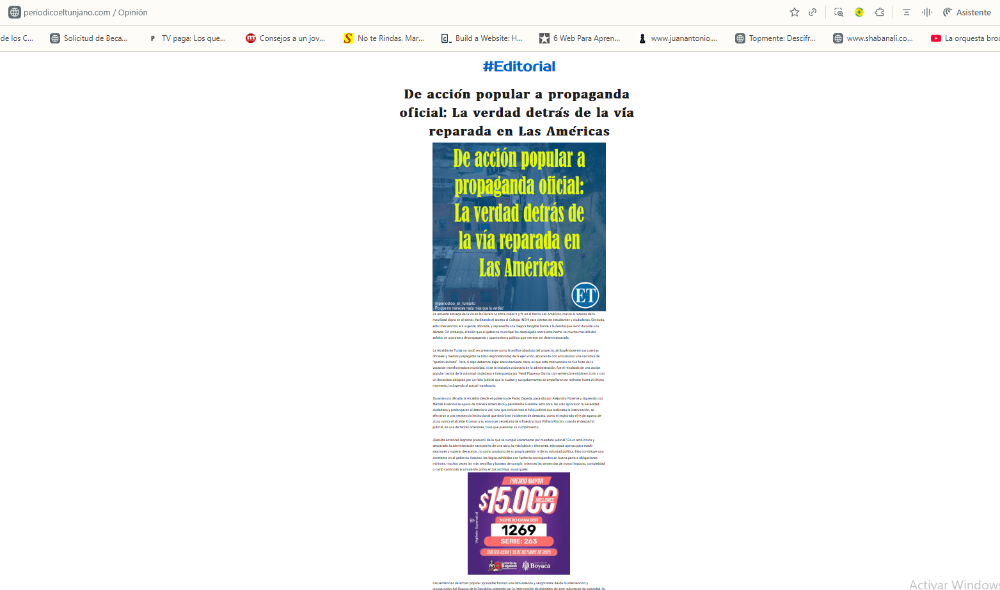 periodicoeltunjano.com / Opinión
Asistente
de los C...
Solicitud de Beca...
TV paga: Los que...
Consejos a un jov...
No te Rindas. Mar...
Build a Website: H...
6 Web Para Apren...
www.juanantonio....
Topmente: Descifr...
www.shabanali.co...
La orquesta broc
#Editorial
De acción popular a propaganda
oficial: La verdad detrás de la vía
reparada en Las Américas
De acción popular a
propaganda oficial:
La verdad detrás de
la vía reparada en
Las Américas
ET
@periodico_el_tunjano
Porque no mereces nada más que la verdad
La reciente entrega de la vía en la Carrera 14 entre calles 9 y 11, en el barrio Las Américas, marcó el retorno de la
movilidad digna en el sector, facilitando el acceso al Colegio INEM para cientos de estudiantes y ciudadanos. Sin duda,
esta intervención era urgente, añorada, y representa una mejora tangible frente a la desidia que reinó durante una
década. Sin embargo, el telón que el gobierno municipal ha desplegado sobre este hecho va mucho más allá del
asfalto; es una trama de propaganda y oportunismo político que merece ser desenmascarada.
La Alcaldía de Tunja no tardó en presentarse como la artífice absoluta del proyecto, atribuyéndose en sus cuentas
oficiales y medios prepagados la total responsabilidad de la ejecución, abrazando con entusiasmo una narrativa de
"gestión exitosa". Pero, si algo debemos dejar absolutamente claro, es que esta intervención no fue fruto de la
vocación transformadora municipal, ni de la iniciativa visionaria de la administración; fue el resultado de una acción
popular nacida de la voluntad ciudadana e interpuesta por Yesid Figueroa García, con sentencia emitida en 2019, y con
un desenlace obligado por un fallo judicial que la ciudad y sus gobernantes se empeñaron en rechazar hasta el último
momento, incluyendo al actual mandatario.
Durante una década, la Alcaldía (desde el gobierno de Pablo Cepeda, pasando por Alejandro Fúneme y siguiendo con
Mikhail Krasnov) se opuso de manera sistemática y persistente a realizar esta obra. No solo ignoraron la necesidad
ciudadana y prolongaron el deterioro vial, sino que incluso tras el fallo judicial que ordenaba la intervención, se
aferraron a una resistencia institucional que derivó en incidentes de desacato, como el registrado el 13 de agosto de
2024 contra el alcalde Krasnov y su entonces secretario de Infraestructura William Rincón, cuando el despacho
judicial, en una de tantas ocasiones, tuvo que presionar su cumplimiento.
¿Resulta entonces legítimo presumir de lo que se cumple únicamente por mandato judicial? Es un acto cínico y
descarado: la administración saca pecho de una obra, la más básica y elemental, ejecutada apenas para evadir
sanciones y superar desacatos, no como producto de su propia gestión ni de su voluntad política. Esto constituye una
constante en el gobierno Krasnov: los logros exhibidos con fanfarria corresponden en buena parte a obligaciones
mínimas, muchas veces las más sencillas y baratas de cumplir, mientras las sentencias de mayor impacto, complejidad
o costo continúan acumulando polvo en los archivos municipales.
PREMIO MAYOR
$15.000
MILLONES
NÚMERO GANADOR
1269
SERIE: 263
SORTEO 4594 | 18 DE OCTUBRE DE 2025
Vigilado Supersalud
Lotería de
Boyacá
Boyacá
Las sentencias de acción popular ignoradas forman una lista extensa y vergonzosa: desde la intervención y
recuperación del Bosque de la República, pasando por la intervención de alrededor de 400 reductores de velocidad, la
Activar Windows